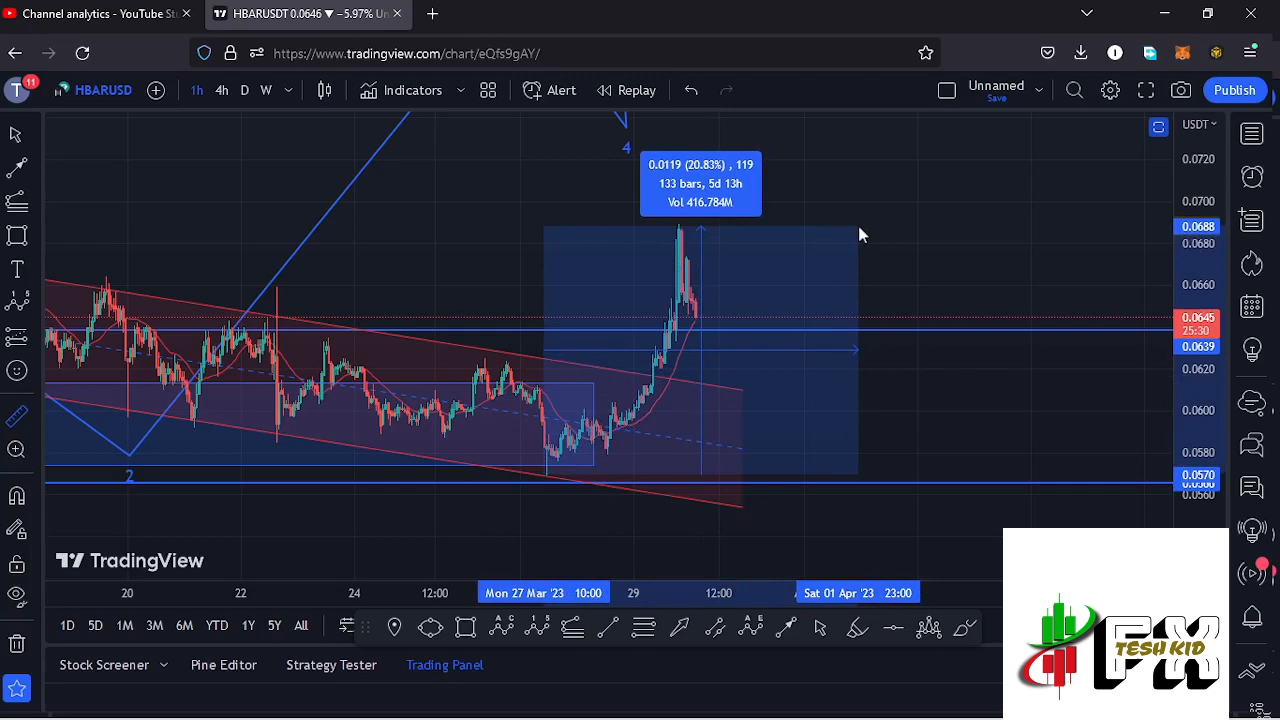 Channel analytics - YouTube St
HBARUSDT 0.0646 ▼ −5.97% Un
https://www.tradingview.com/chart/eQfs9gAY/
T
11
HBARUSD
1h
4h
D
W
Indicators
Alert
Replay
Unnamed
Save
Publish
USDT
4
0.0119 (20.83%) , 119
133 bars, 5d 13h
Vol 416.784M
0.0720
0.0700
0.0688
0.0680
0.0660
0.0645
25:30
0.0639
0.0620
0.0600
0.0580
0.0570
0.0560
2
TradingView
20
22
24
12:00
Mon 27 Mar '23 10:00
29
12:00
Sat 01 Apr '23 23:00
1D
5D
1M
3M
6M
YTD
1Y
5Y
All
Stock Screener
Pine Editor
Strategy Tester
Trading Panel
FX
TESH KID